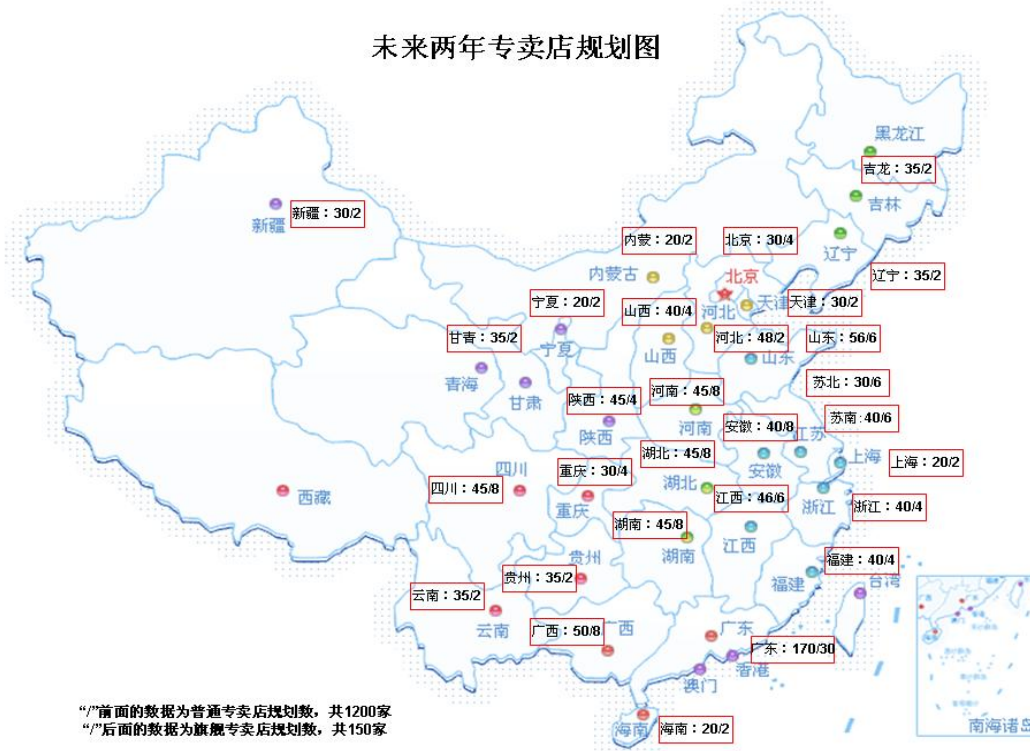 未来两年专卖店规划图
黑龙江
吉龙：35/2
吉林
新疆：30/2
新疆
辽宁
内蒙：20/2
北京：30/4
内蒙古
北京
辽宁：35/2
宁夏：20/2
山西：40/4
天津
天津：30/2
河北
甘青：35/2
宁夏
山西
河北：48/2
山东：56/6
山东
青海
甘肃
陕西：45/4
河南：45/8
苏北：30/6
陕西
河南
安徽：40/8
江苏
苏南：40/6
四川
重庆：30/4
湖北：45/8
安徽
上海
上海：20/2
西藏
四川：45/8
重庆
湖北
江西：46/6
浙江
浙江：40/4
湖南：45/8
湖南
江西
贵州
贵州：35/2
福建：40/4
福建
台湾
云南：35/2
云南
广西：50/8
广西
广东
广东：170/30
香港
澳门
“/”前面的数据为普通专卖店规划数，共1200家
“/”后面的数据为旗舰专卖店规划数，共150家
海南
海南：20/2
南海诸岛